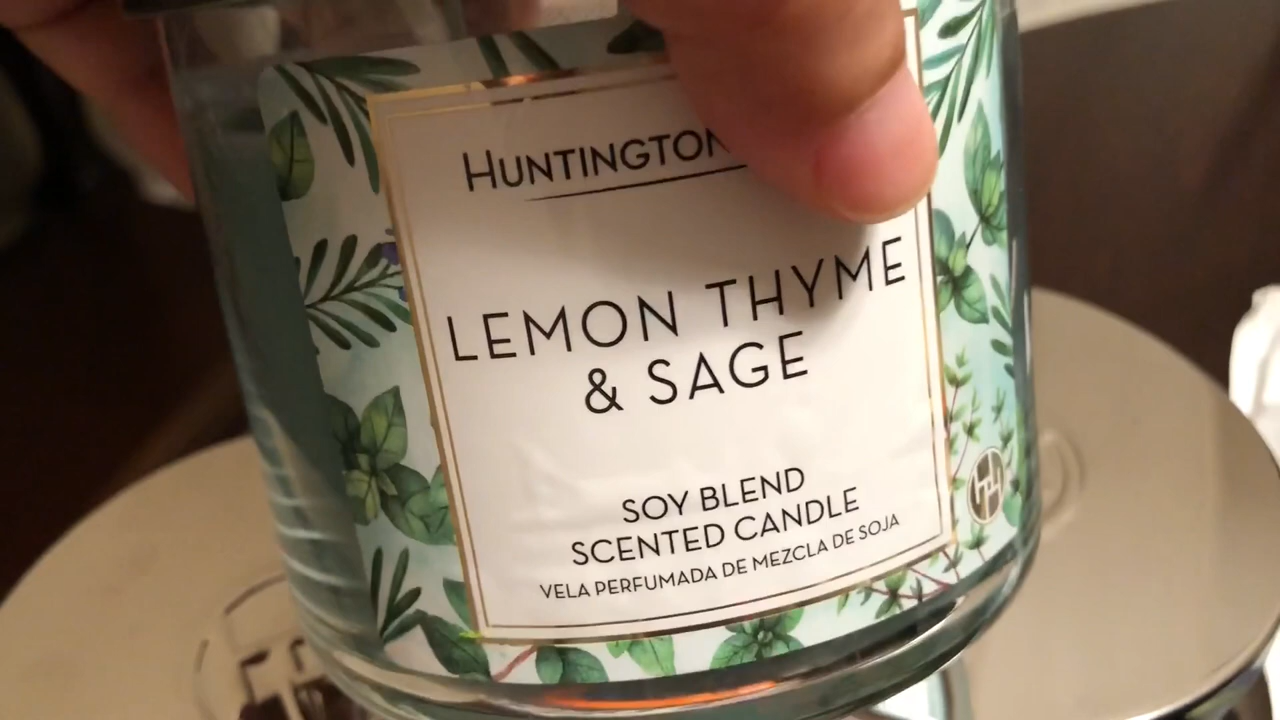 HUNTINGTON
LEMON THYME
& SAGE
SOY BLEND
SCENTED CANDLE
VELA PERFUMADA DE MEZCLA DE SOJA